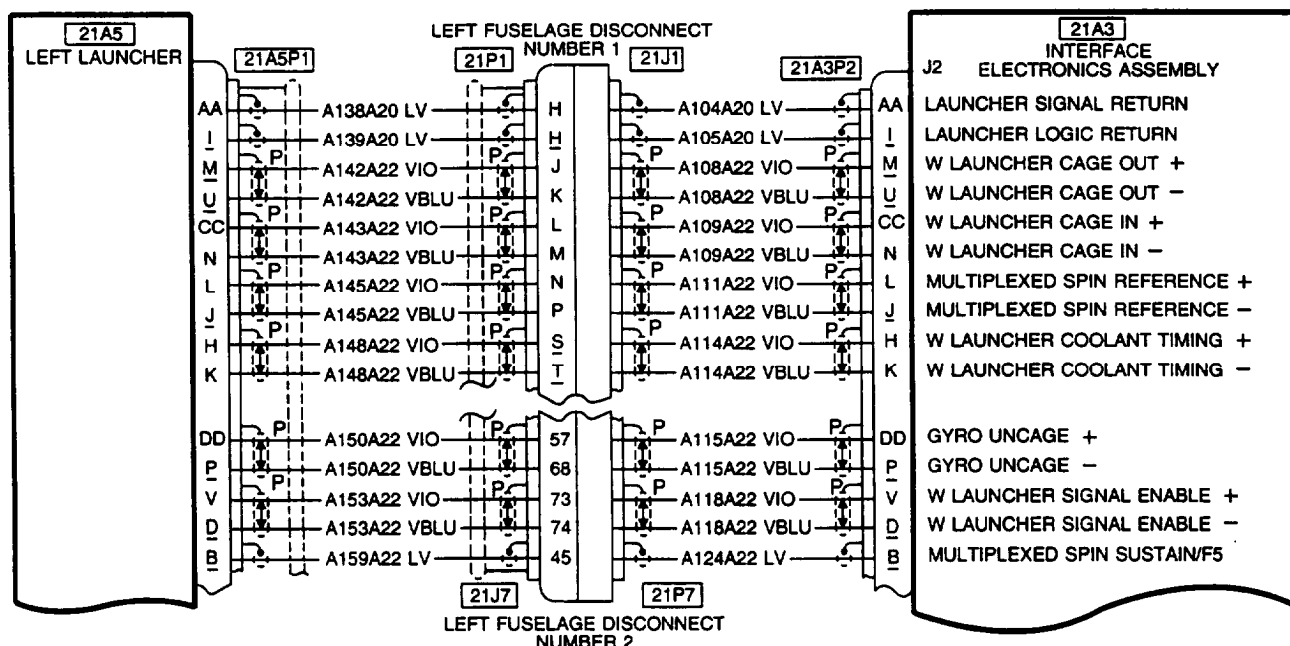 21A5
LEFT LAUNCHER
21A5P1
21P1
LEFT FUSELAGE DISCONNECT
NUMBER 1
21J1
21A3P2
21A3
J2
INTERFACE
ELECTRONICS ASSEMBLY
AA A138A20 LV H A104A20 LV AA LAUNCHER SIGNAL RETURN
I A139A20 LV H A105A20 LV I LAUNCHER LOGIC RETURN
P P P P
M A142A22 VIO J A108A22 VIO M W LAUNCHER CAGE OUT +
U A142A22 VBLU K A108A22 VBLU U W LAUNCHER CAGE OUT −
P P P P
CC A143A22 VIO L A109A22 VIO CC W LAUNCHER CAGE IN +
N A143A22 VBLU M A109A22 VBLU N W LAUNCHER CAGE IN −
P P P P
L A145A22 VIO N A111A22 VIO L MULTIPLEXED SPIN REFERENCE +
J A145A22 VBLU P A111A22 VBLU J MULTIPLEXED SPIN REFERENCE −
P P P P
H A148A22 VIO S A114A22 VIO H W LAUNCHER COOLANT TIMING +
K A148A22 VBLU T A114A22 VBLU K W LAUNCHER COOLANT TIMING −
P P P P
DD A150A22 VIO 57 A115A22 VIO DD GYRO UNCAGE +
P A150A22 VBLU 68 A115A22 VBLU P GYRO UNCAGE −
P P P P
V A153A22 VIO 73 A118A22 VIO V W LAUNCHER SIGNAL ENABLE +
D A153A22 VBLU 74 A118A22 VBLU D W LAUNCHER SIGNAL ENABLE −
B A159A22 LV 45 A124A22 LV B MULTIPLEXED SPIN SUSTAIN/F5
21J7
21P7
LEFT FUSELAGE DISCONNECT
NUMBER 2